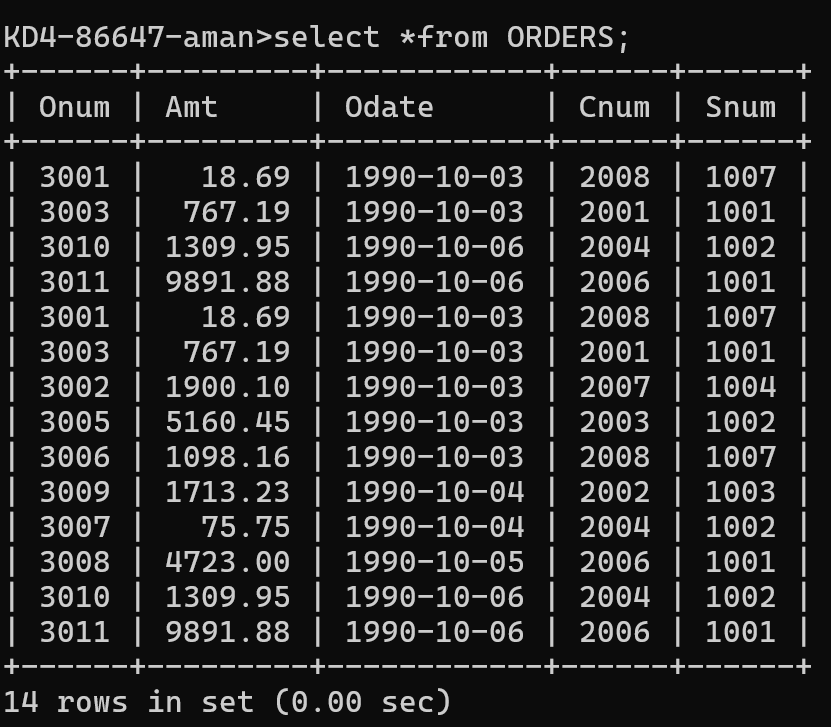 KD4-86647-aman>select *from ORDERS;
+------+---------+------------+------+------+
| Onum | Amt     | Odate      | Cnum | Snum |
+------+---------+------------+------+------+
| 3001 |   18.69 | 1990-10-03 | 2008 | 1007 |
| 3003 |  767.19 | 1990-10-03 | 2001 | 1001 |
| 3010 | 1309.95 | 1990-10-06 | 2004 | 1002 |
| 3011 | 9891.88 | 1990-10-06 | 2006 | 1001 |
| 3001 |   18.69 | 1990-10-03 | 2008 | 1007 |
| 3003 |  767.19 | 1990-10-03 | 2001 | 1001 |
| 3002 | 1900.10 | 1990-10-03 | 2007 | 1004 |
| 3005 | 5160.45 | 1990-10-03 | 2003 | 1002 |
| 3006 | 1098.16 | 1990-10-03 | 2008 | 1007 |
| 3009 | 1713.23 | 1990-10-04 | 2002 | 1003 |
| 3007 |   75.75 | 1990-10-04 | 2004 | 1002 |
| 3008 | 4723.00 | 1990-10-05 | 2006 | 1001 |
| 3010 | 1309.95 | 1990-10-06 | 2004 | 1002 |
| 3011 | 9891.88 | 1990-10-06 | 2006 | 1001 |
+------+---------+------------+------+------+
14 rows in set (0.00 sec)